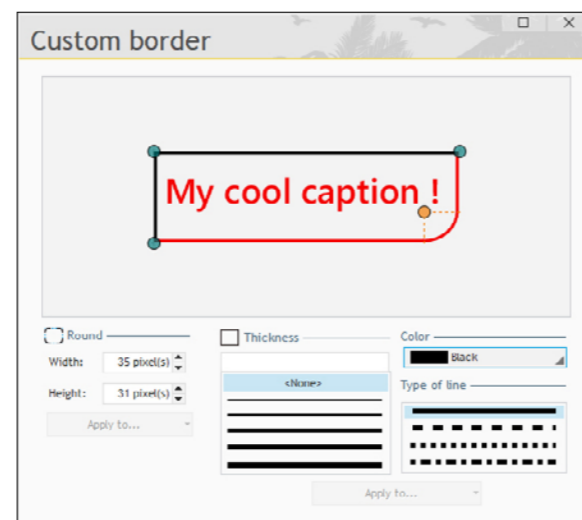 Custom border
My cool caption !
Round
Thickness
Color
Width: 35 pixel(s)
Black
Height: 31 pixel(s)
<None>
Type of line
Apply to...
Apply to...